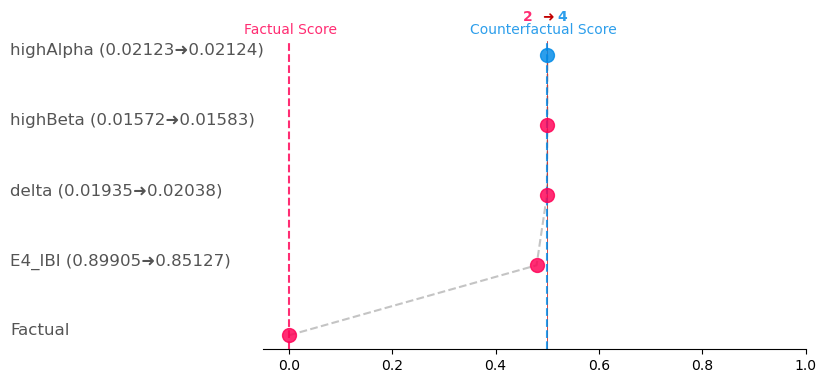 2 ➜ 4
Factual Score Counterfactual Score
highAlpha (0.02123➜0.02124)
highBeta (0.01572➜0.01583)
delta (0.01935➜0.02038)
E4_IBI (0.89905➜0.85127)
Factual
0.0 0.2 0.4 0.6 0.8 1.0